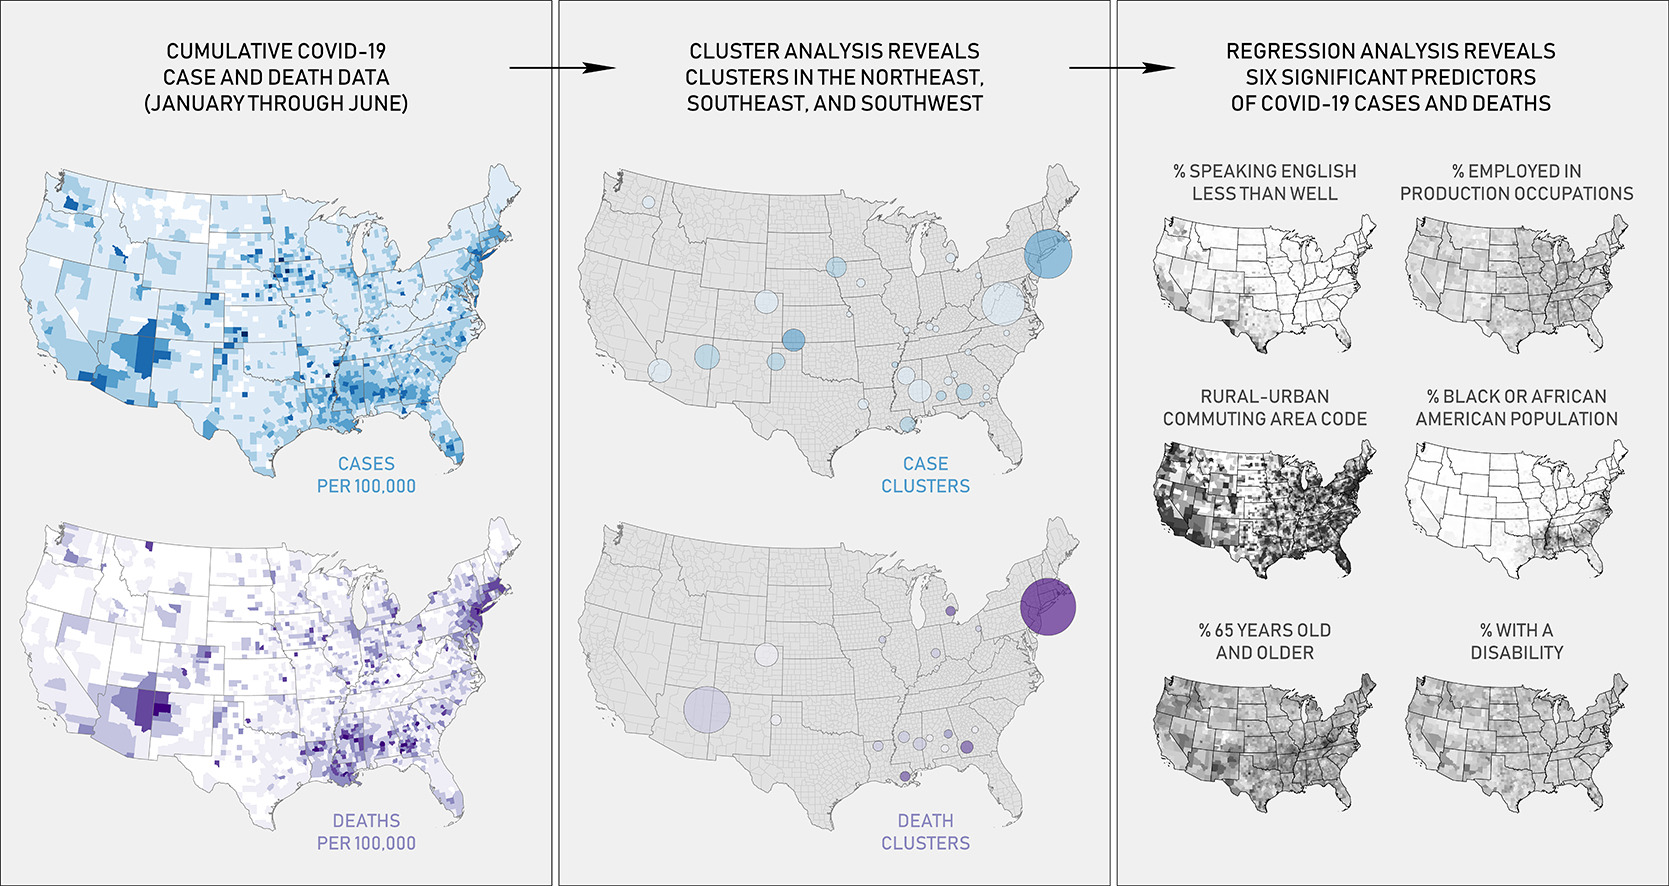 CUMULATIVE COVID-19
CASE AND DEATH DATA
(JANUARY THROUGH JUNE)
CASES
PER 100,000
DEATHS
PER 100,000
CLUSTER ANALYSIS REVEALS
CLUSTERS IN THE NORTHEAST,
SOUTHEAST, AND SOUTHWEST
CASE
CLUSTERS
DEATH
CLUSTERS
REGRESSION ANALYSIS REVEALS
SIX SIGNIFICANT PREDICTORS
OF COVID-19 CASES AND DEATHS
% SPEAKING ENGLISH
LESS THAN WELL
% EMPLOYED IN
PRODUCTION OCCUPATIONS
RURAL-URBAN
COMMUTING AREA CODE
% BLACK OR AFRICAN
AMERICAN POPULATION
% 65 YEARS OLD
AND OLDER
% WITH A
DISABILITY